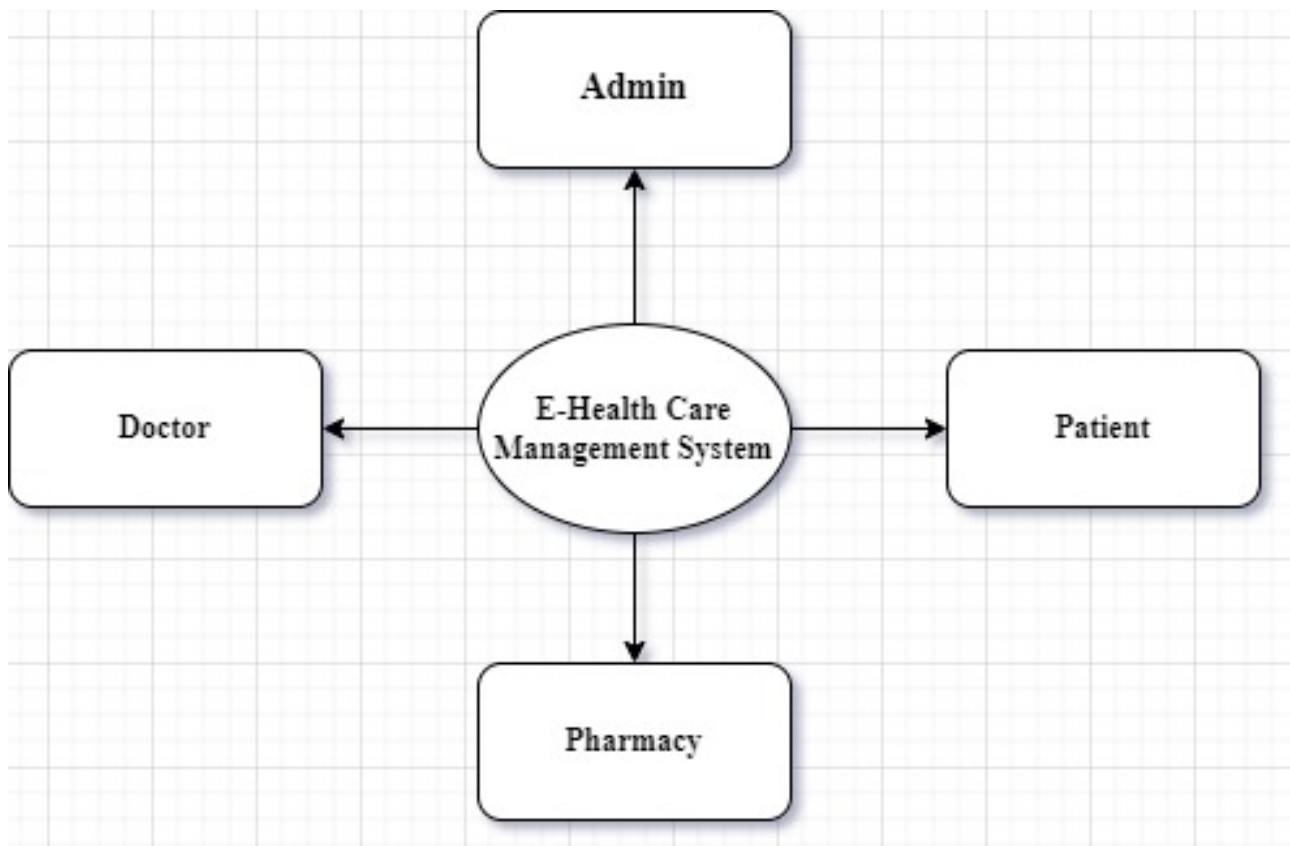 Admin
Doctor
E-Health Care
Management System
Patient
Pharmacy